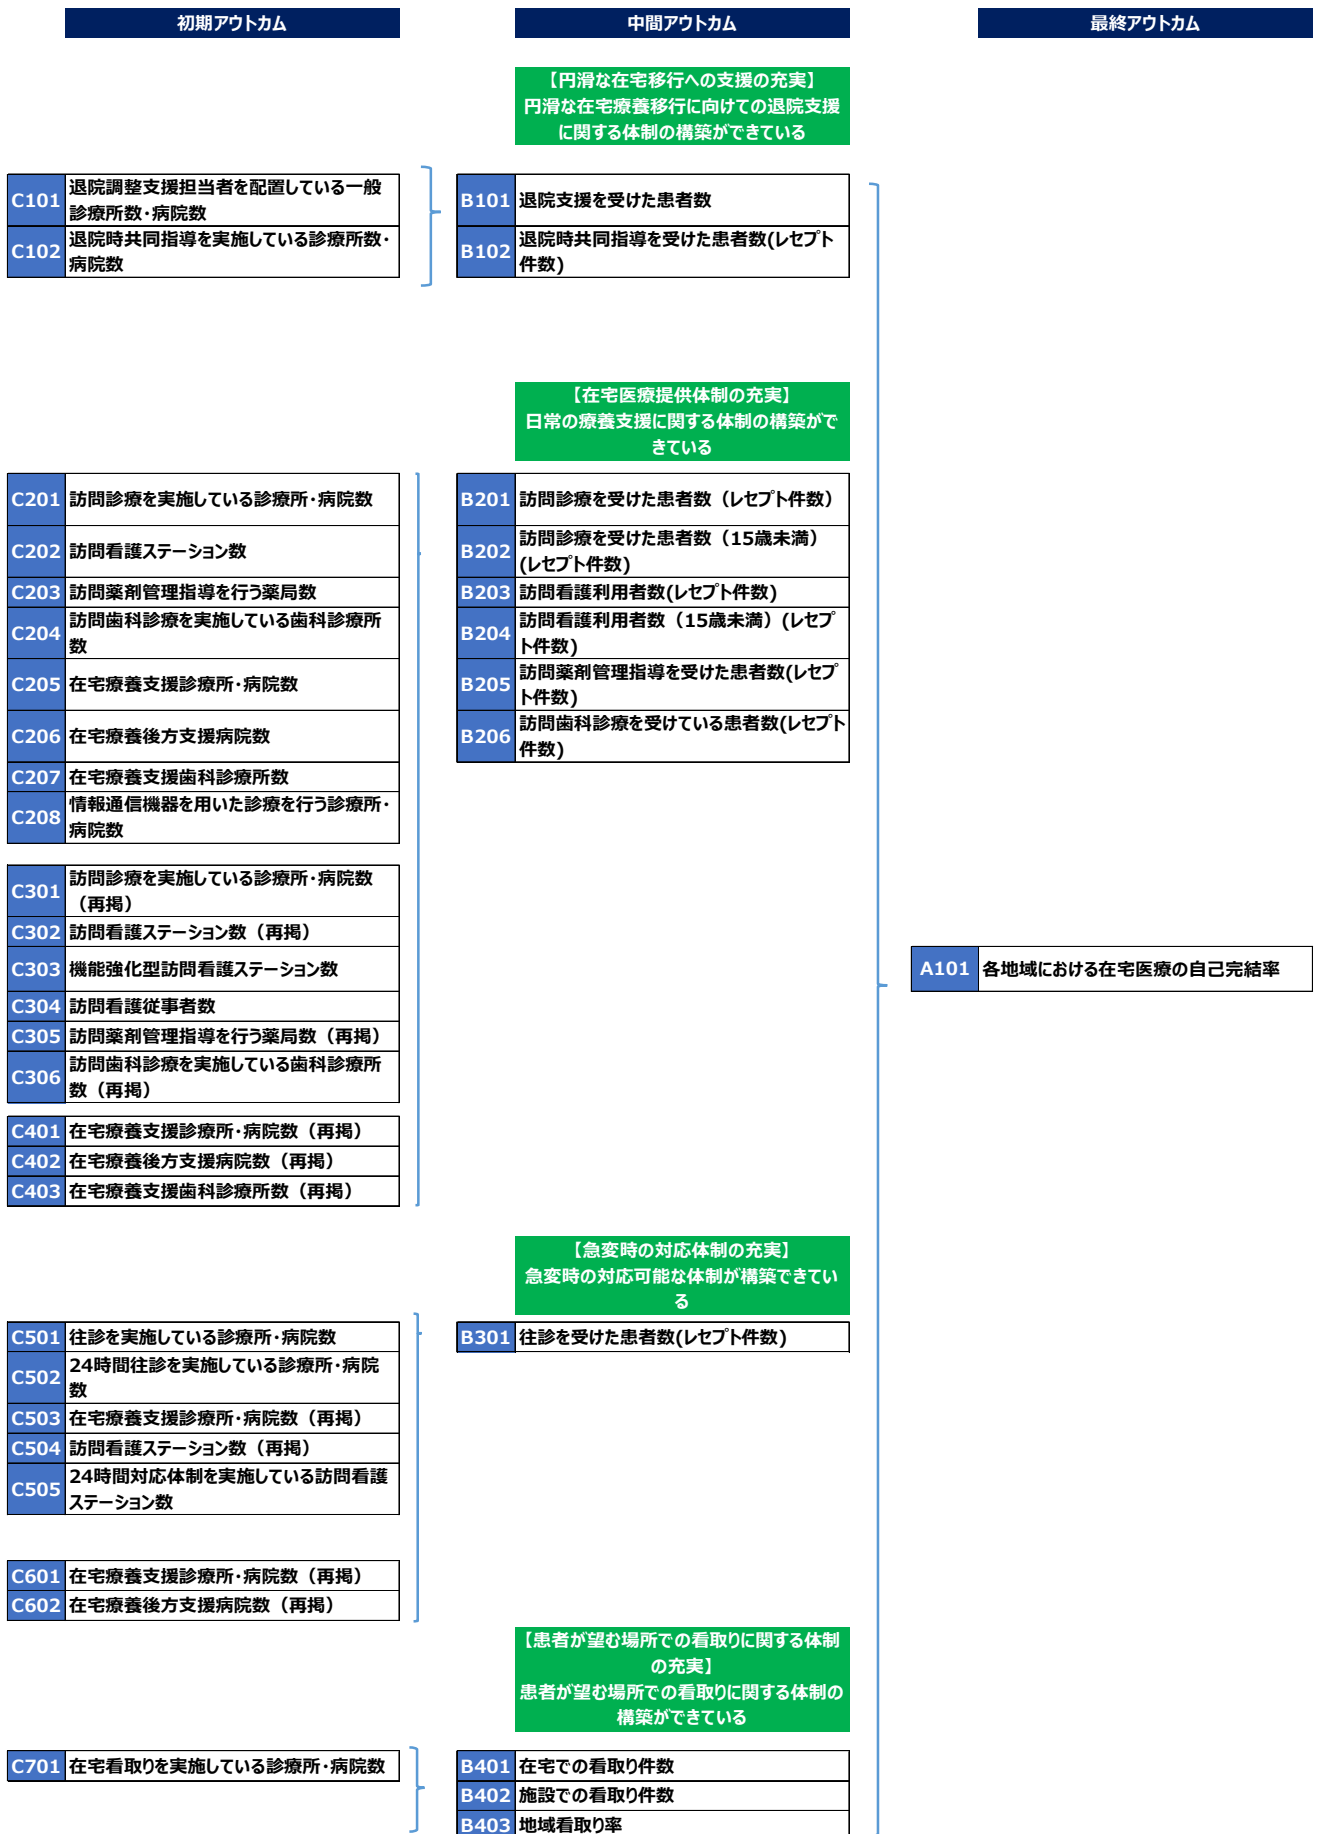 初期アウトカム
中間アウトカム
最終アウトカム
【円滑な在宅移行への支援の充実】
円滑な在宅療養移行に向けての退院支援
に関する体制の構築ができている
C101
退院調整支援担当者を配置している一般
診療所数・病院数
C102
退院時共同指導を実施している診療所数・
病院数
B101
退院支援を受けた患者数
B102
退院時共同指導を受けた患者数(レセプト
件数)
【在宅医療提供体制の充実】
日常の療養支援に関する体制の構築がで
きている
C201
訪問診療を実施している診療所・病院数
C202
訪問看護ステーション数
C203
訪問薬剤管理指導を行う薬局数
C204
訪問歯科診療を実施している歯科診療所
数
C205
在宅療養支援診療所・病院数
C206
在宅療養後方支援病院数
C207
在宅療養支援歯科診療所数
C208
情報通信機器を用いた診療を行う診療所・
病院数
B201
訪問診療を受けた患者数（レセプト件数）
B202
訪問診療を受けた患者数（15歳未満）
(レセプト件数)
B203
訪問看護利用者数(レセプト件数)
B204
訪問看護利用者数（15歳未満）(レセプ
ト件数)
B205
訪問薬剤管理指導を受けた患者数(レセプ
ト件数)
B206
訪問歯科診療を受けている患者数(レセプト
件数)
C301
訪問診療を実施している診療所・病院数
（再掲）
C302
訪問看護ステーション数（再掲）
C303
機能強化型訪問看護ステーション数
C304
訪問看護従事者数
C305
訪問薬剤管理指導を行う薬局数（再掲）
C306
訪問歯科診療を実施している歯科診療所
数（再掲）
A101
各地域における在宅医療の自己完結率
C401
在宅療養支援診療所・病院数（再掲）
C402
在宅療養後方支援病院数（再掲）
C403
在宅療養支援歯科診療所数（再掲）
【急変時の対応体制の充実】
急変時の対応可能な体制が構築できてい
る
C501
往診を実施している診療所・病院数
C502
24時間往診を実施している診療所・病院
数
C503
在宅療養支援診療所・病院数（再掲）
C504
訪問看護ステーション数（再掲）
C505
24時間対応体制を実施している訪問看護
ステーション数
B301
往診を受けた患者数(レセプト件数)
C601
在宅療養支援診療所・病院数（再掲）
C602
在宅療養後方支援病院数（再掲）
【患者が望む場所での看取りに関する体制
の充実】
患者が望む場所での看取りに関する体制の
構築ができている
C701
在宅看取りを実施している診療所・病院数
B401
在宅での看取り件数
B402
施設での看取り件数
B403
地域看取り率